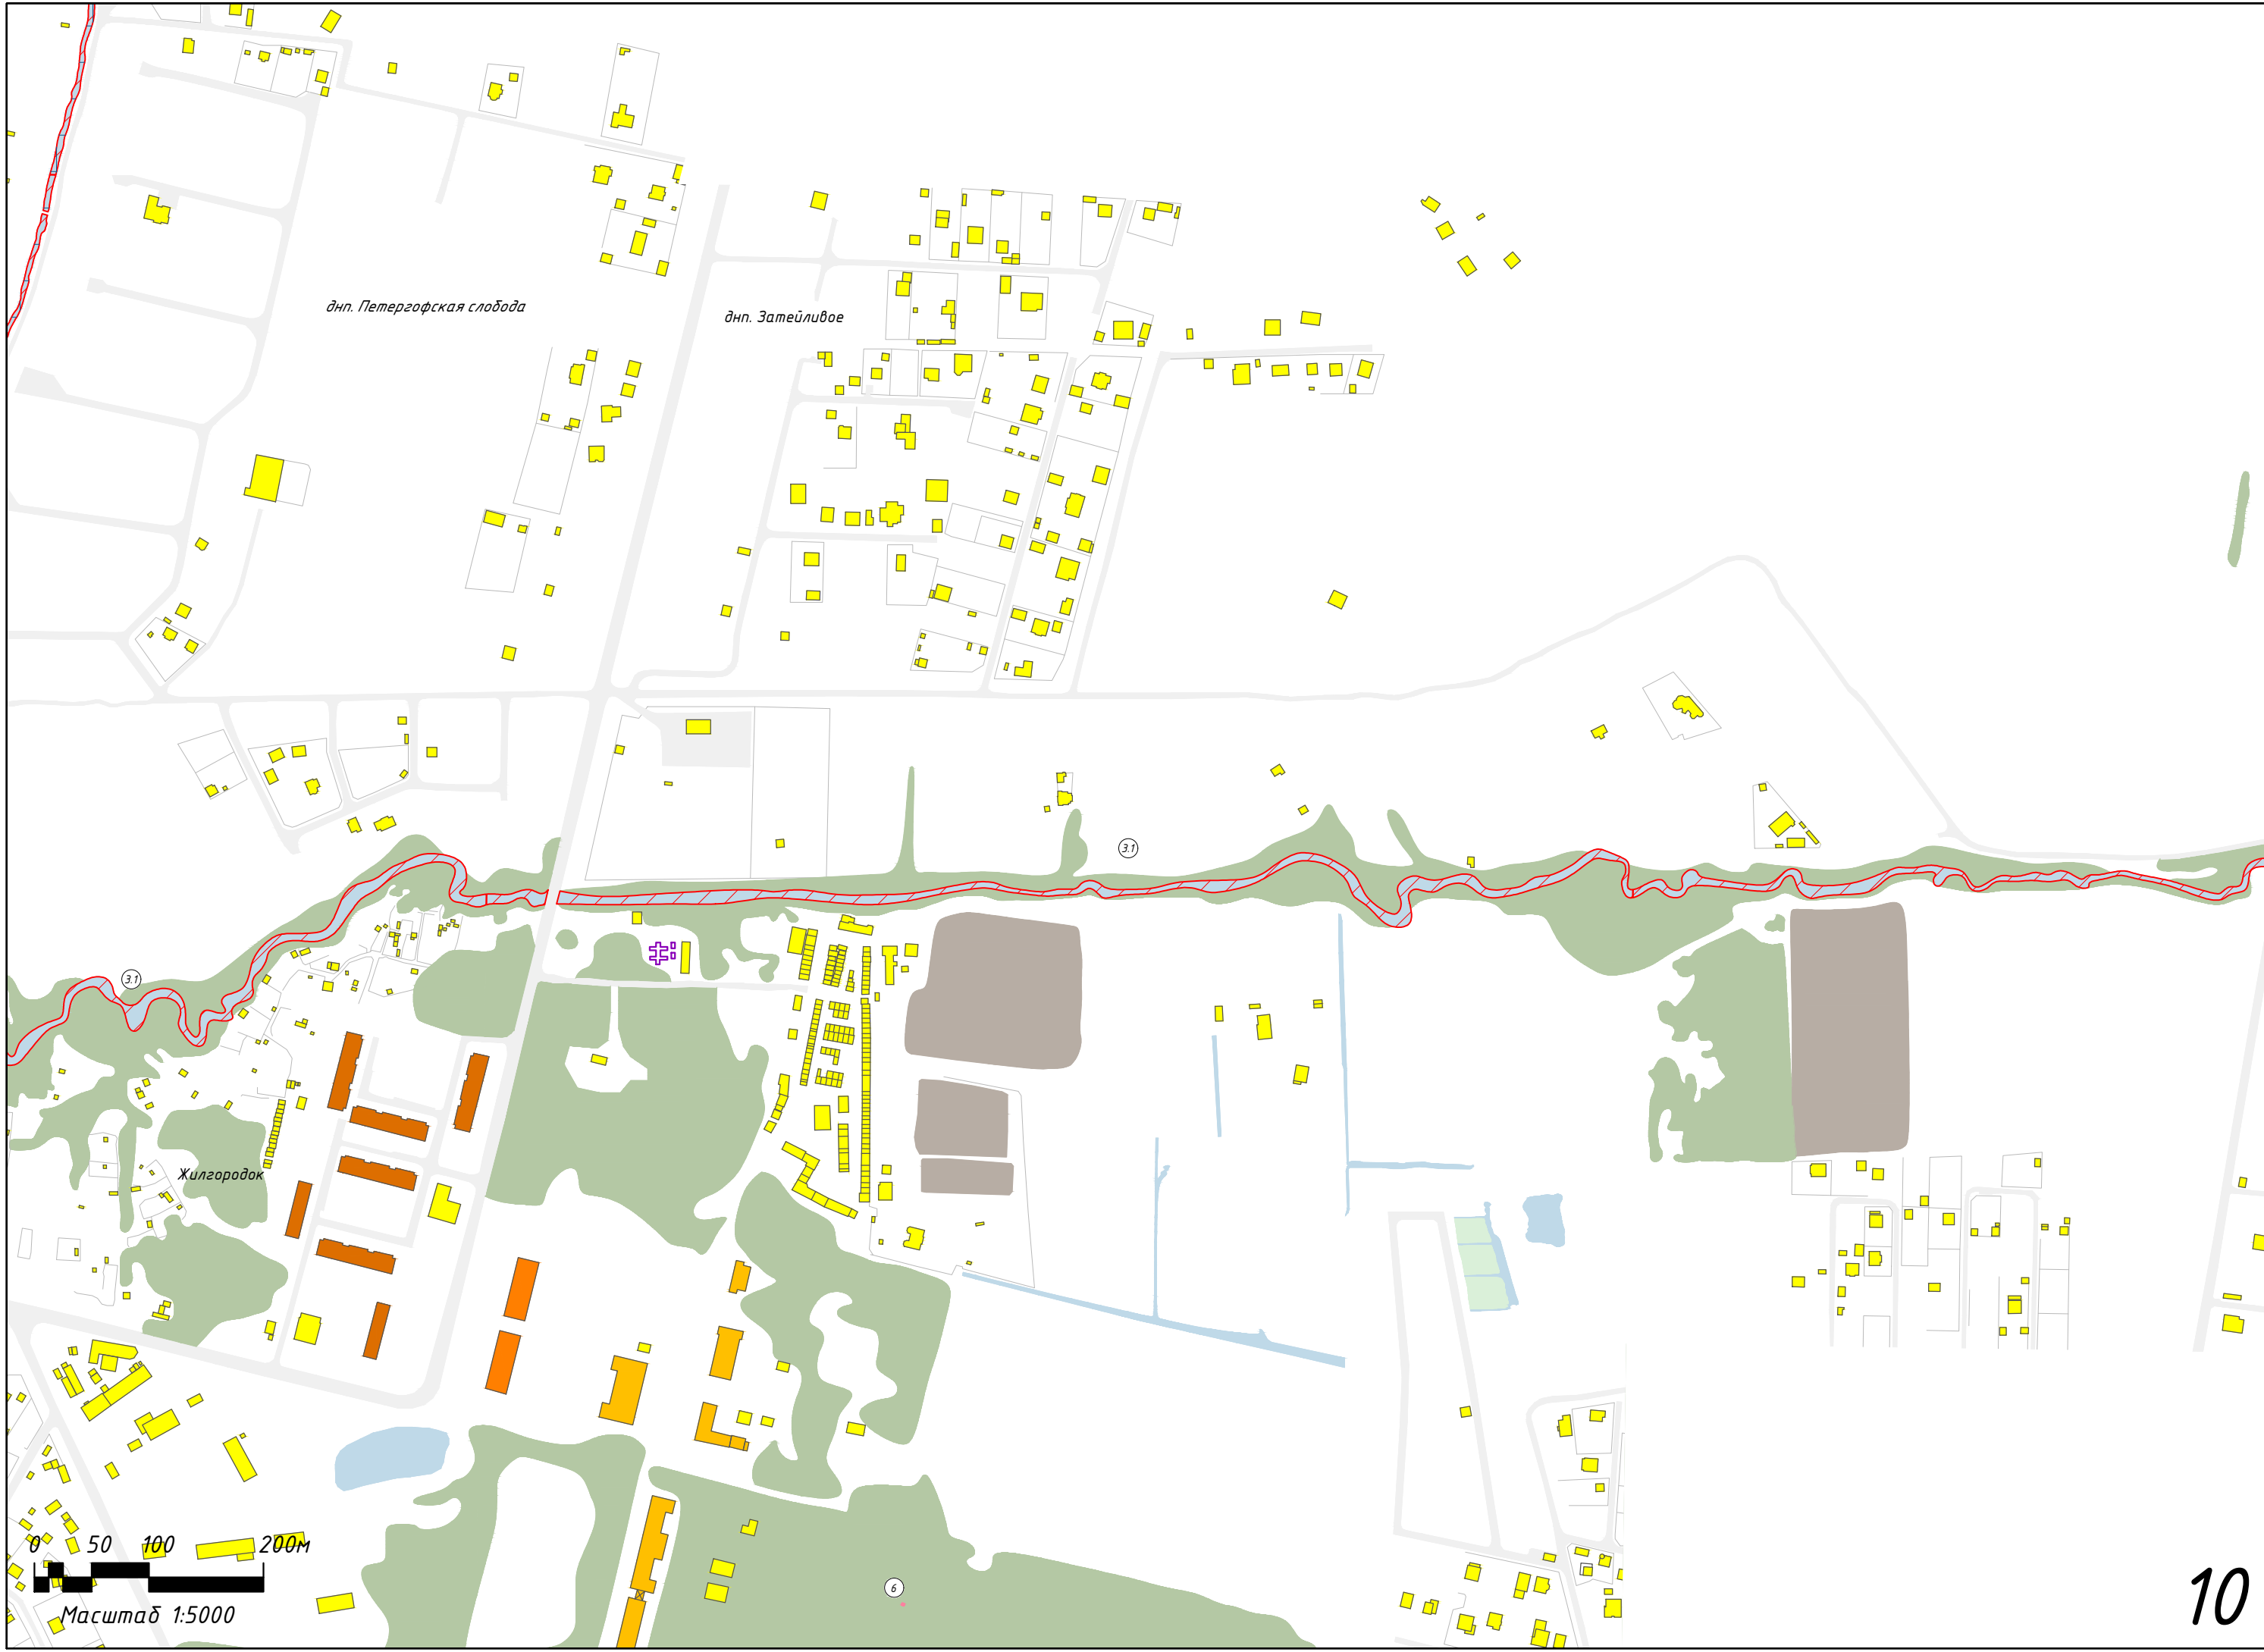 днп. Петергофская слобода
днп. Затейливое
3.1
3.1
Жилгородок
0 50 100 200м
Масштаб 1:5000
6
10